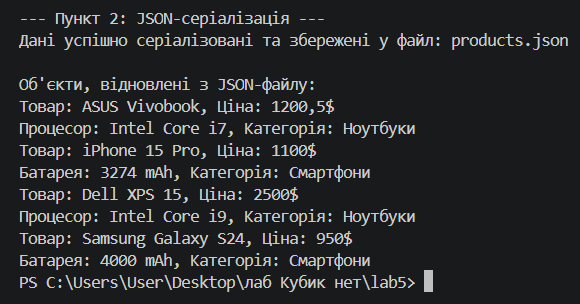 --- Пункт 2: JSON-серіалізація ---
Дані успішно серіалізовані та збережені у файл: products.json
Об'єкти, відновлені з JSON-файлу:
Товар: ASUS Vivobook, Ціна: 1200,5$
Процесор: Intel Core i7, Категорія: Ноутбуки
Товар: iPhone 15 Pro, Ціна: 1100$
Батарея: 3274 mAh, Категорія: Смартфони
Товар: Dell XPS 15, Ціна: 2500$
Процесор: Intel Core i9, Категорія: Ноутбуки
Товар: Samsung Galaxy S24, Ціна: 950$
Батарея: 4000 mAh, Категорія: Смартфони
PS C:\Users\User\Desktop\лаб Кубик нет\lab5>